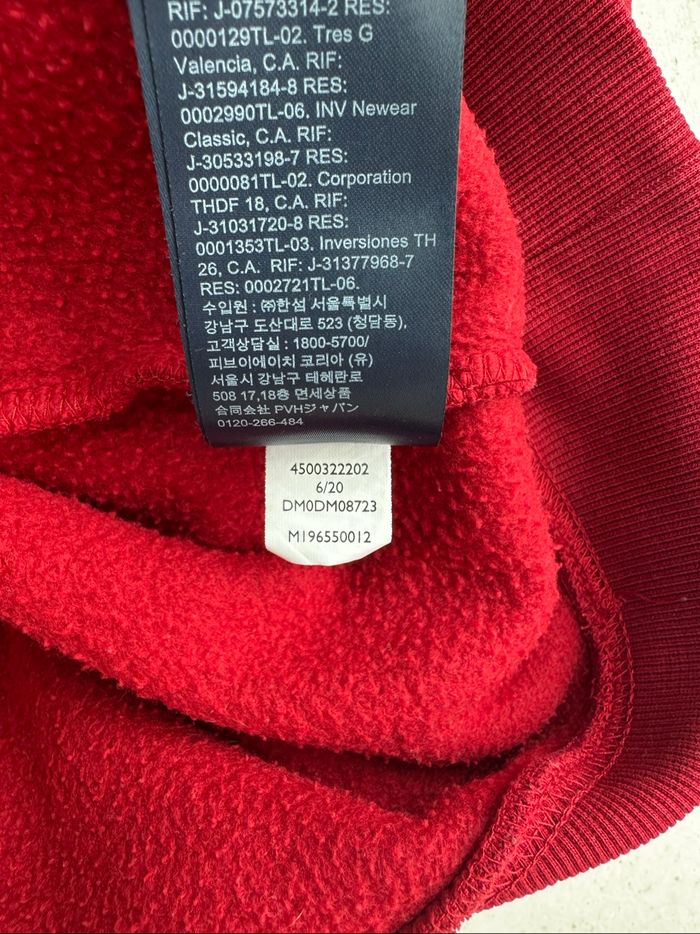 RIF: J-07573314-2 RES:
0000129TL-02. Tres G
Valencia, C.A. RIF:
J-31594184-8 RES:
0002990TL-06. INV Newear
Classic, C.A. RIF:
J-30533198-7 RES:
0000081TL-02. Corporation
THDF 18, C.A. RIF:
J-31031720-8 RES:
0001353TL-03. Inversiones TH
26, C.A. RIF: J-31377968-7
RES: 0002721TL-06.
수입원 : ㈜한섬 서울특별시
강남구 도산대로 523 (청담동),
고객상담실 : 1800-5700/
피브이에이치 코리아 (유)
서울시 강남구 테헤란로
508 17,18층 면세상품
合同会社 PVHジャパン
0120-266-484
4500322202
6/20
DM0DM08723
M196550012